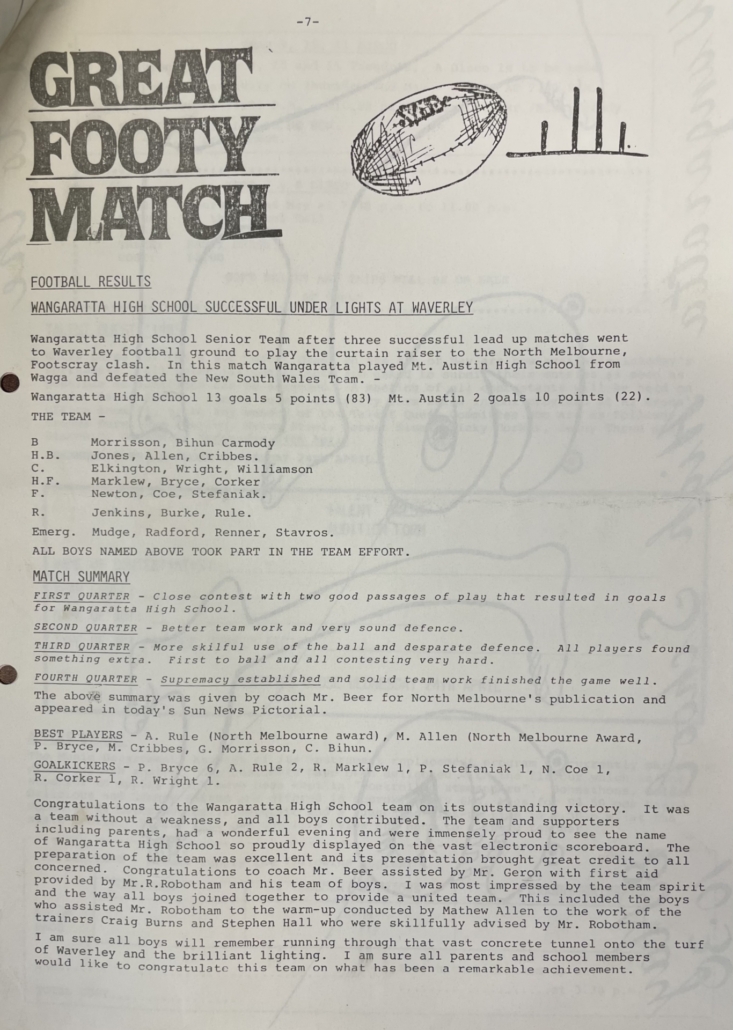 -7-
GREAT
FOOTY
MATCH
FOOTBALL RESULTS
WANGARATTA HIGH SCHOOL SUCCESSFUL UNDER LIGHTS AT WAVERLEY
Wangaratta High School Senior Team after three successful lead up matches went
to Waverley football ground to play the curtain raiser to the North Melbourne,
Footscray clash. In this match Wangaratta played Mt. Austin High School from
Wagga and defeated the New South Wales Team. -
Wangaratta High School 13 goals 5 points (83) Mt. Austin 2 goals 10 points (22).
THE TEAM -
B Morrisson, Bihun Carmody
H.B. Jones, Allen, Cribbes.
C. Elkington, Wright, Williamson
H.F. Marklew, Bryce, Corker
F. Newton, Coe, Stefaniak.
R. Jenkins, Burke, Rule.
Emerg. Mudge, Radford, Renner, Stavros.
ALL BOYS NAMED ABOVE TOOK PART IN THE TEAM EFFORT.
MATCH SUMMARY
FIRST QUARTER - Close contest with two good passages of play that resulted in goals
for Wangaratta High School.
SECOND QUARTER - Better team work and very sound defence.
THIRD QUARTER - More skilful use of the ball and desparate defence. All players found
something extra. First to ball and all contesting very hard.
FOURTH QUARTER - Supremacy established and solid team work finished the game well.
The above summary was given by coach Mr. Beer for North Melbourne's publication and
appeared in today's Sun News Pictorial.
BEST PLAYERS - A. Rule (North Melbourne award), M. Allen (North Melbourne Award,
P. Bryce, M. Cribbes, G. Morrisson, C. Bihun.
GOALKICKERS - P. Bryce 6, A. Rule 2, R. Marklew 1, P. Stefaniak 1, N. Coe 1,
R. Corker 1, R. Wright 1.
Congratulations to the Wangaratta High School team on its outstanding victory. It was
a team without a weakness, and all boys contributed. The team and supporters
including parents, had a wonderful evening and were immensely proud to see the name
of Wangaratta High School so proudly displayed on the vast electronic scoreboard. The
preparation of the team was excellent and its presentation brought great credit to all
concerned. Congratulations to coach Mr. Beer assisted by Mr. Geron with first aid
provided by Mr.R.Robotham and his team of boys. I was most impressed by the team spirit
and the way all boys joined together to provide a united team. This included the boys
who assisted Mr. Robotham to the warm-up conducted by Mathew Allen to the work of the
trainers Craig Burns and Stephen Hall who were skillfully advised by Mr. Robotham.
I am sure all boys will remember running through that vast concrete tunnel onto the turf
of Waverley and the brilliant lighting. I am sure all parents and school members
would like to congratulate this team on what has been a remarkable achievement.